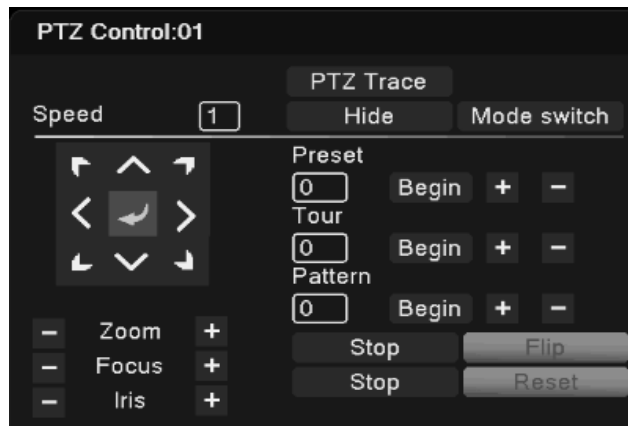 PTZ Control:01
PTZ Trace
Speed 1 Hide Mode switch
Preset
0 Begin + −
Tour
0 Begin + −
Pattern
0 Begin + −
− Zoom +
− Focus +
− Iris +
Stop Flip
Stop Reset